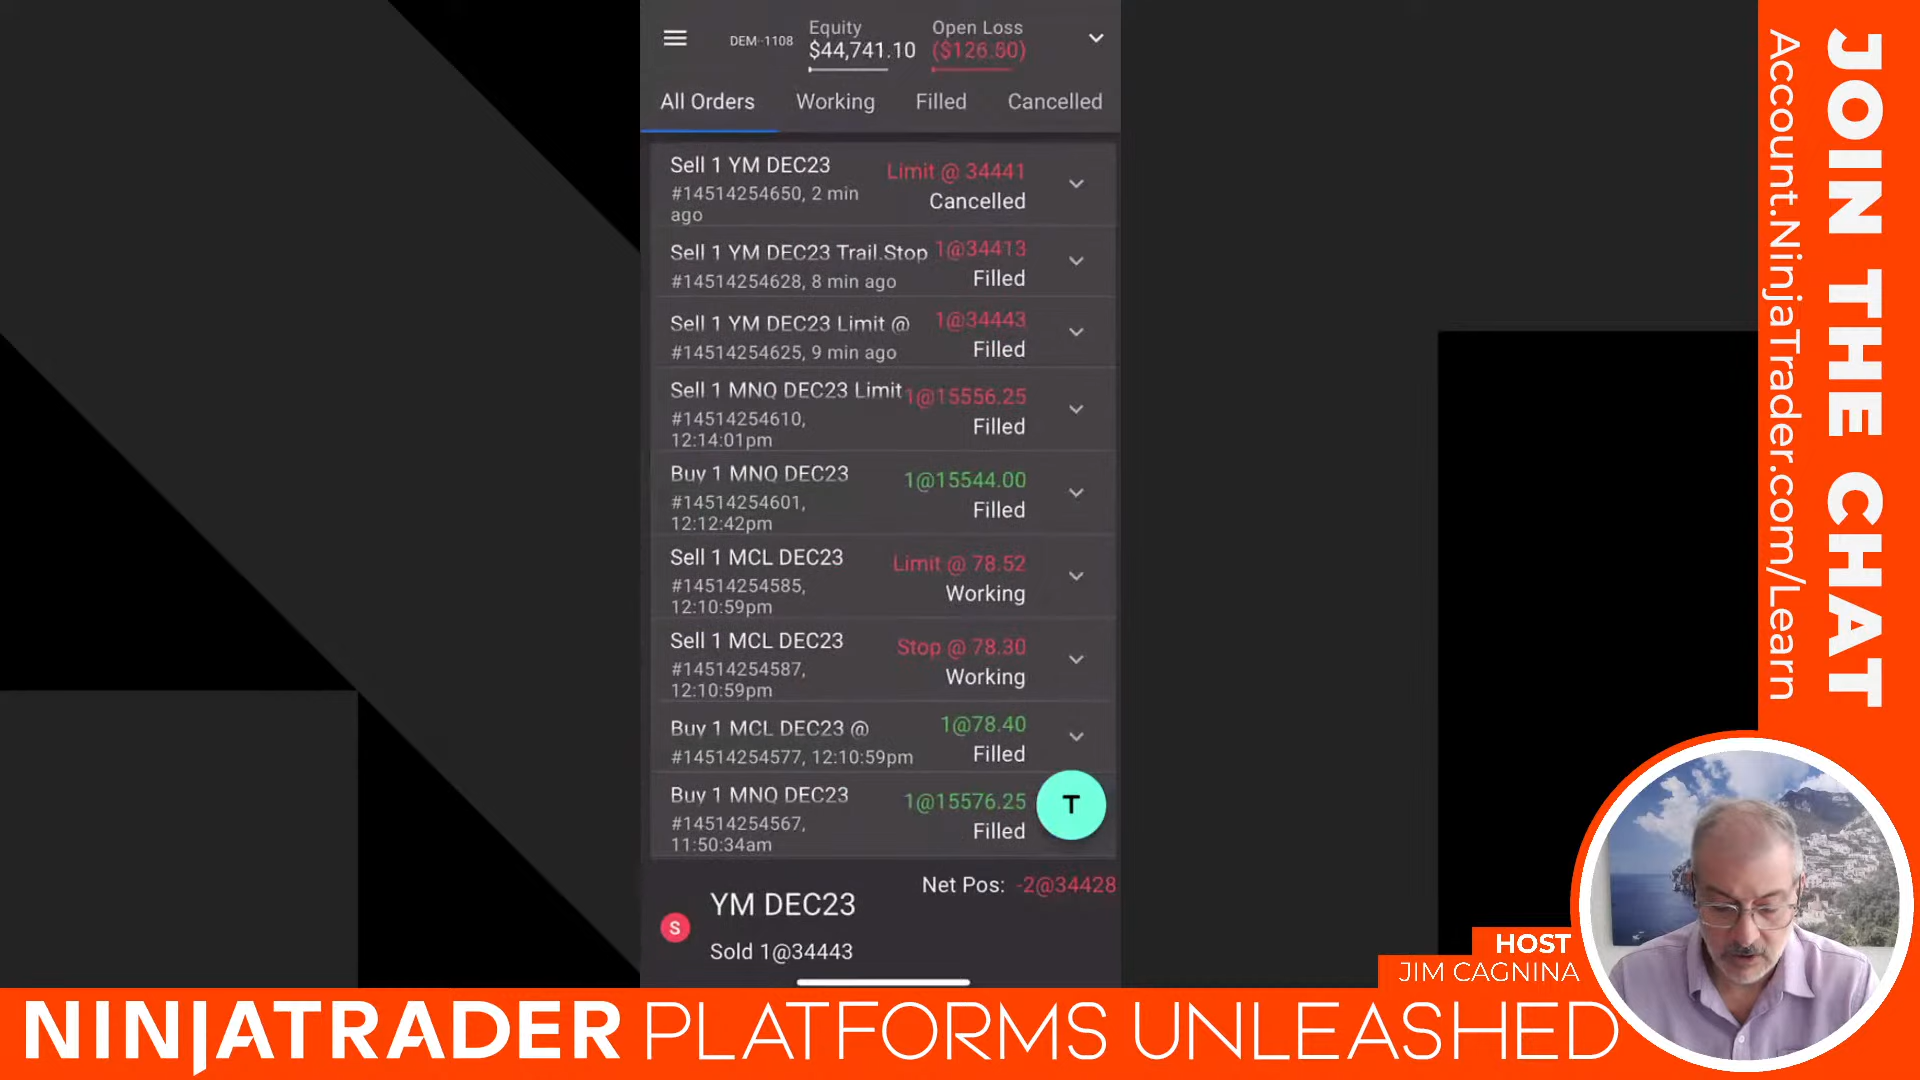 DEM··1108
Equity
$44,741.10
Open Loss
($126.80)
All Orders
Working
Filled
Cancelled
Sell 1 YM DEC23
#14514254650, 2 min
ago
Limit @ 34441
Cancelled
Sell 1 YM DEC23 Trail.Stop
#14514254628, 8 min ago
1@34413
Filled
Sell 1 YM DEC23 Limit @
#14514254625, 9 min ago
1@34443
Filled
Sell 1 MNQ DEC23 Limit
#14514254610,
12:14:01pm
1@15556.25
Filled
Buy 1 MNQ DEC23
#14514254601,
12:12:42pm
1@15544.00
Filled
Sell 1 MCL DEC23
#14514254585,
12:10:59pm
Limit @ 78.52
Working
Sell 1 MCL DEC23
#14514254587,
12:10:59pm
Stop @ 78.30
Working
Buy 1 MCL DEC23 @
#14514254577, 12:10:59pm
1@78.40
Filled
Buy 1 MNQ DEC23
#14514254567,
11:50:34am
1@15576.25
Filled
T
Net Pos: -2@34428
S
YM DEC23
Sold 1@34443
JOIN THE CHAT
Account.NinjaTrader.com/Learn
HOST
JIM CAGNINA
NINJATRADER PLATFORMS UNLEASHED